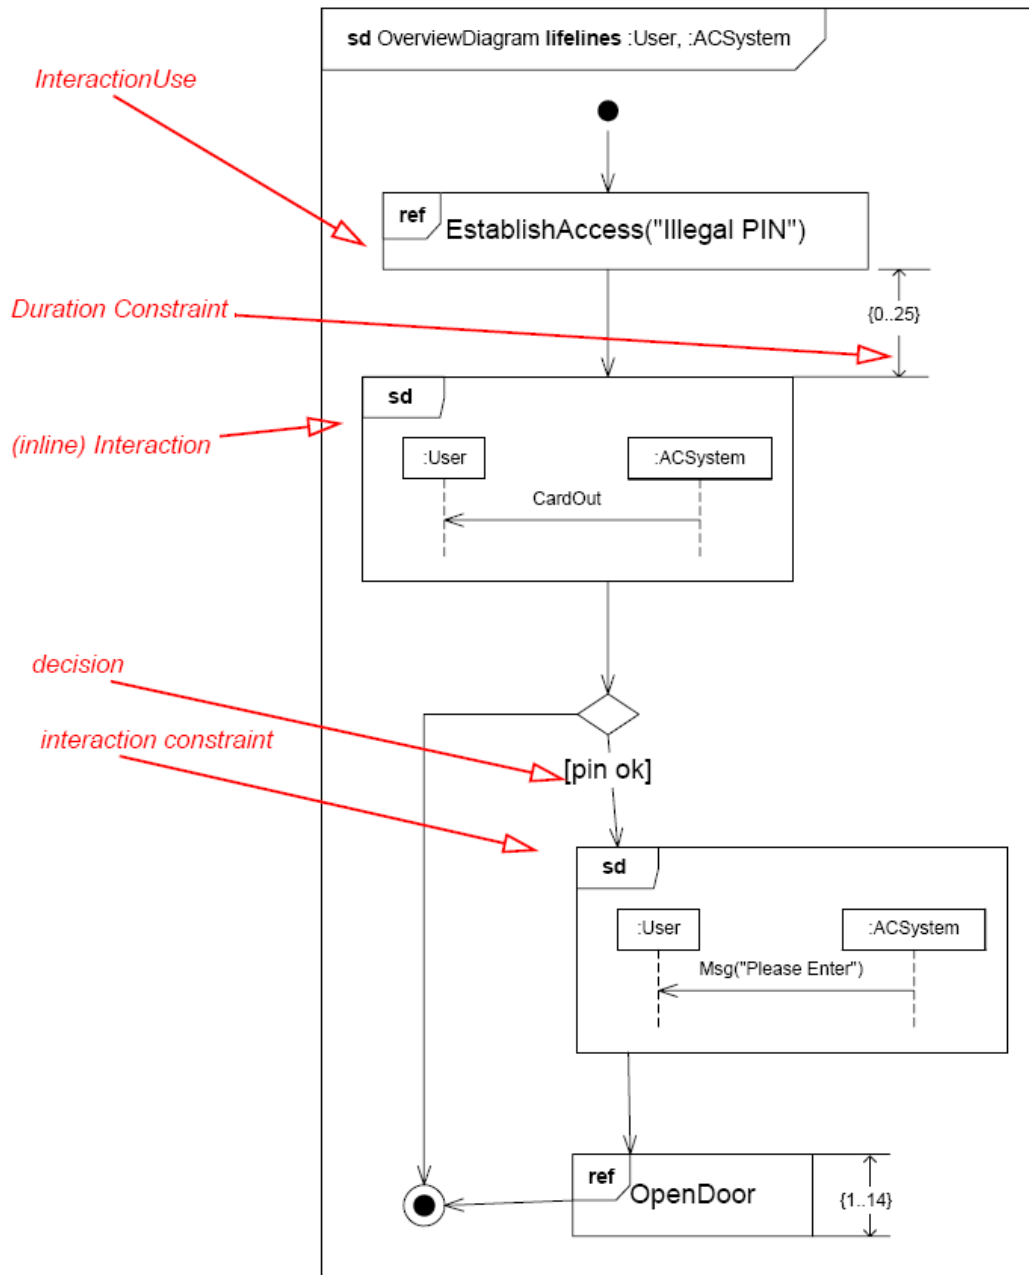 sd OverviewDiagram lifelines :User, :ACSystem
InteractionUse
ref
EstablishAccess("Illegal PIN")
Duration Constraint
{0..25}
sd
(inline) Interaction
:User
:ACSystem
CardOut
decision
interaction constraint
[pin ok]
sd
:User
:ACSystem
Msg("Please Enter")
ref
OpenDoor
{1..14}